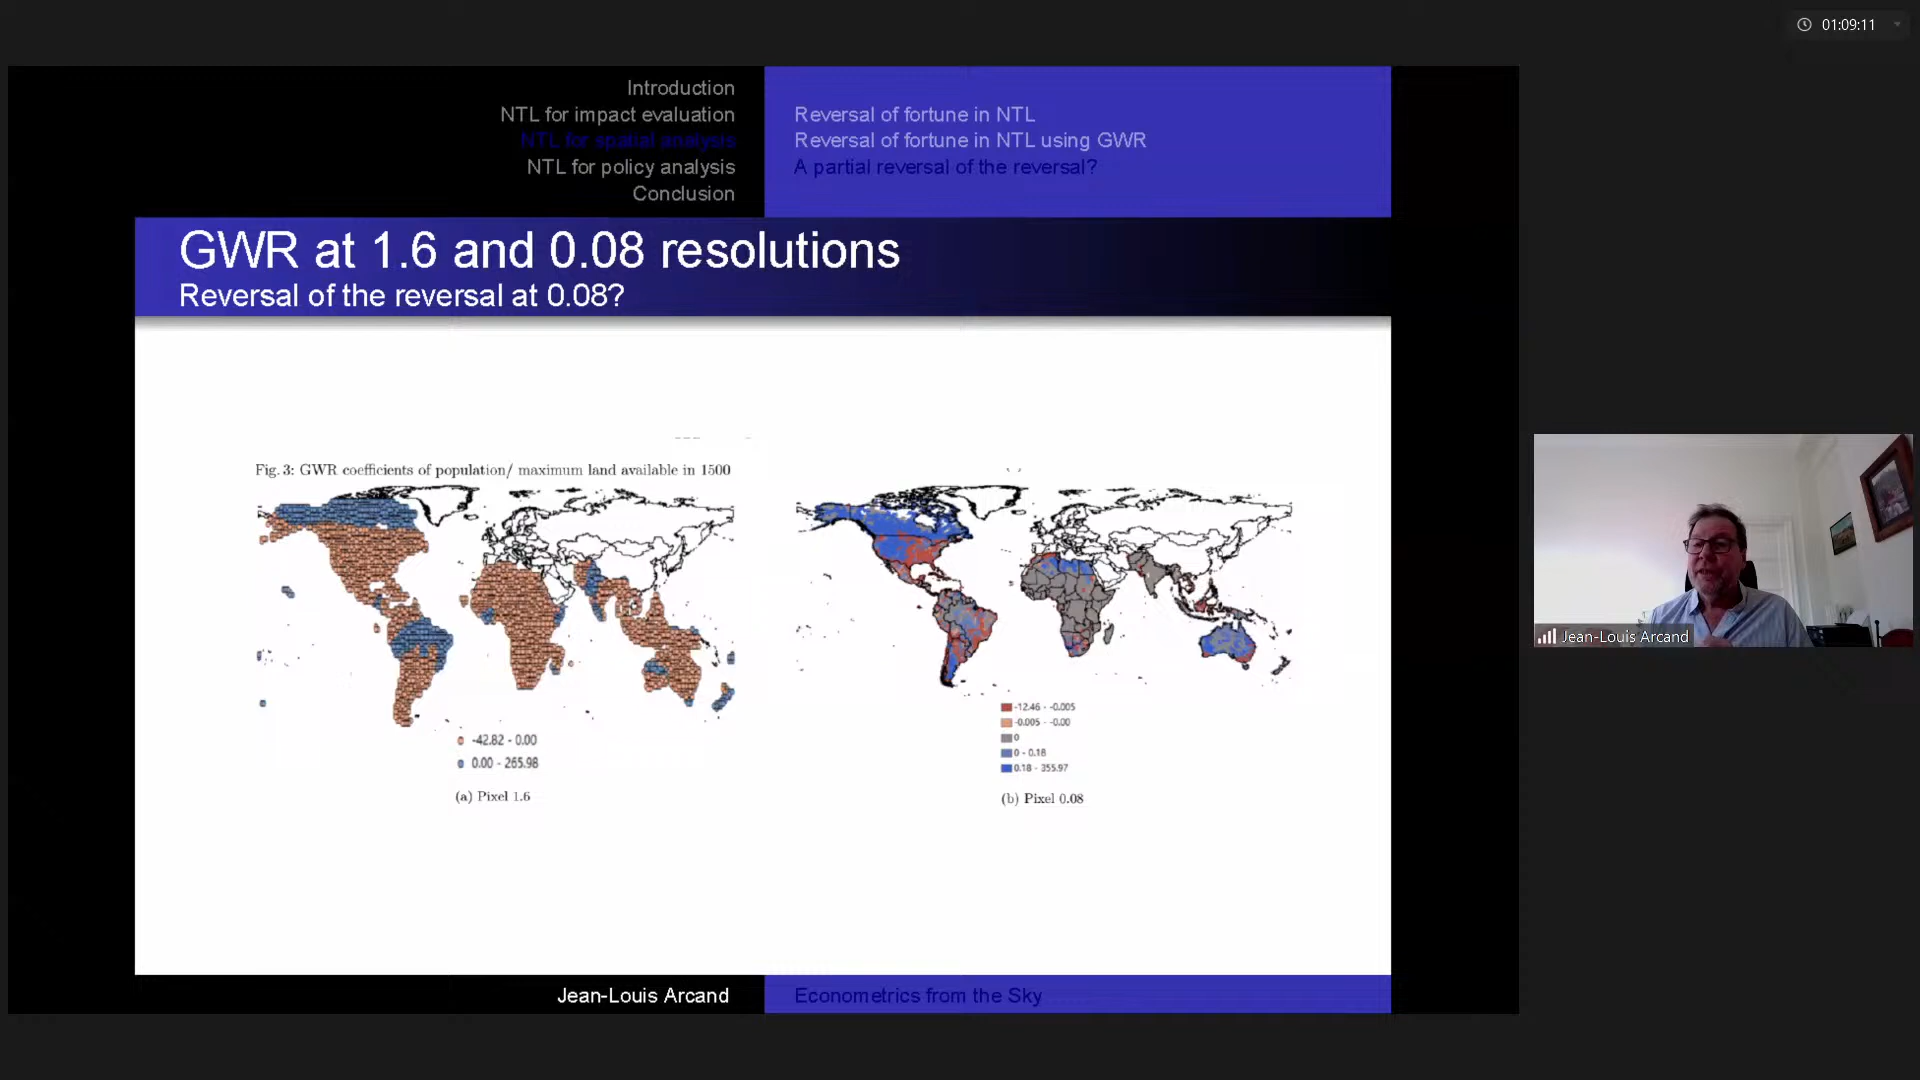 01:09:11
Introduction
NTL for impact evaluation
NTL for spatial analysis
NTL for policy analysis
Conclusion
Reversal of fortune in NTL
Reversal of fortune in NTL using GWR
A partial reversal of the reversal?
GWR at 1.6 and 0.08 resolutions
Reversal of the reversal at 0.08?
Fig. 3: GWR coefficients of population/ maximum land available in 1500
-42.82 - 0.00
0.00 - 265.98
(a) Pixel 1.6
-12.46 - -0.005
-0.005 - -0.00
0
0 - 0.18
0.18 - 355.97
(b) Pixel 0.08
Jean-Louis Arcand
Jean-Louis Arcand
Econometrics from the Sky